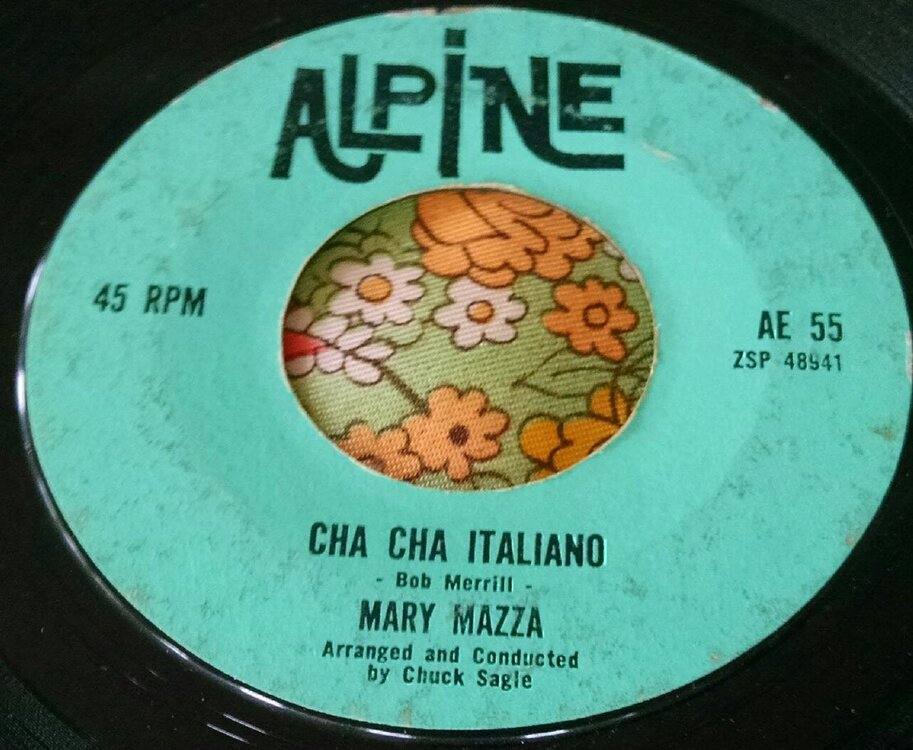 ALPINE
45 RPM
AE 55
ZSP 48941
CHA CHA ITALIANO
- Bob Merrill -
MARY MAZZA
Arranged and Conducted
by Chuck Sagle